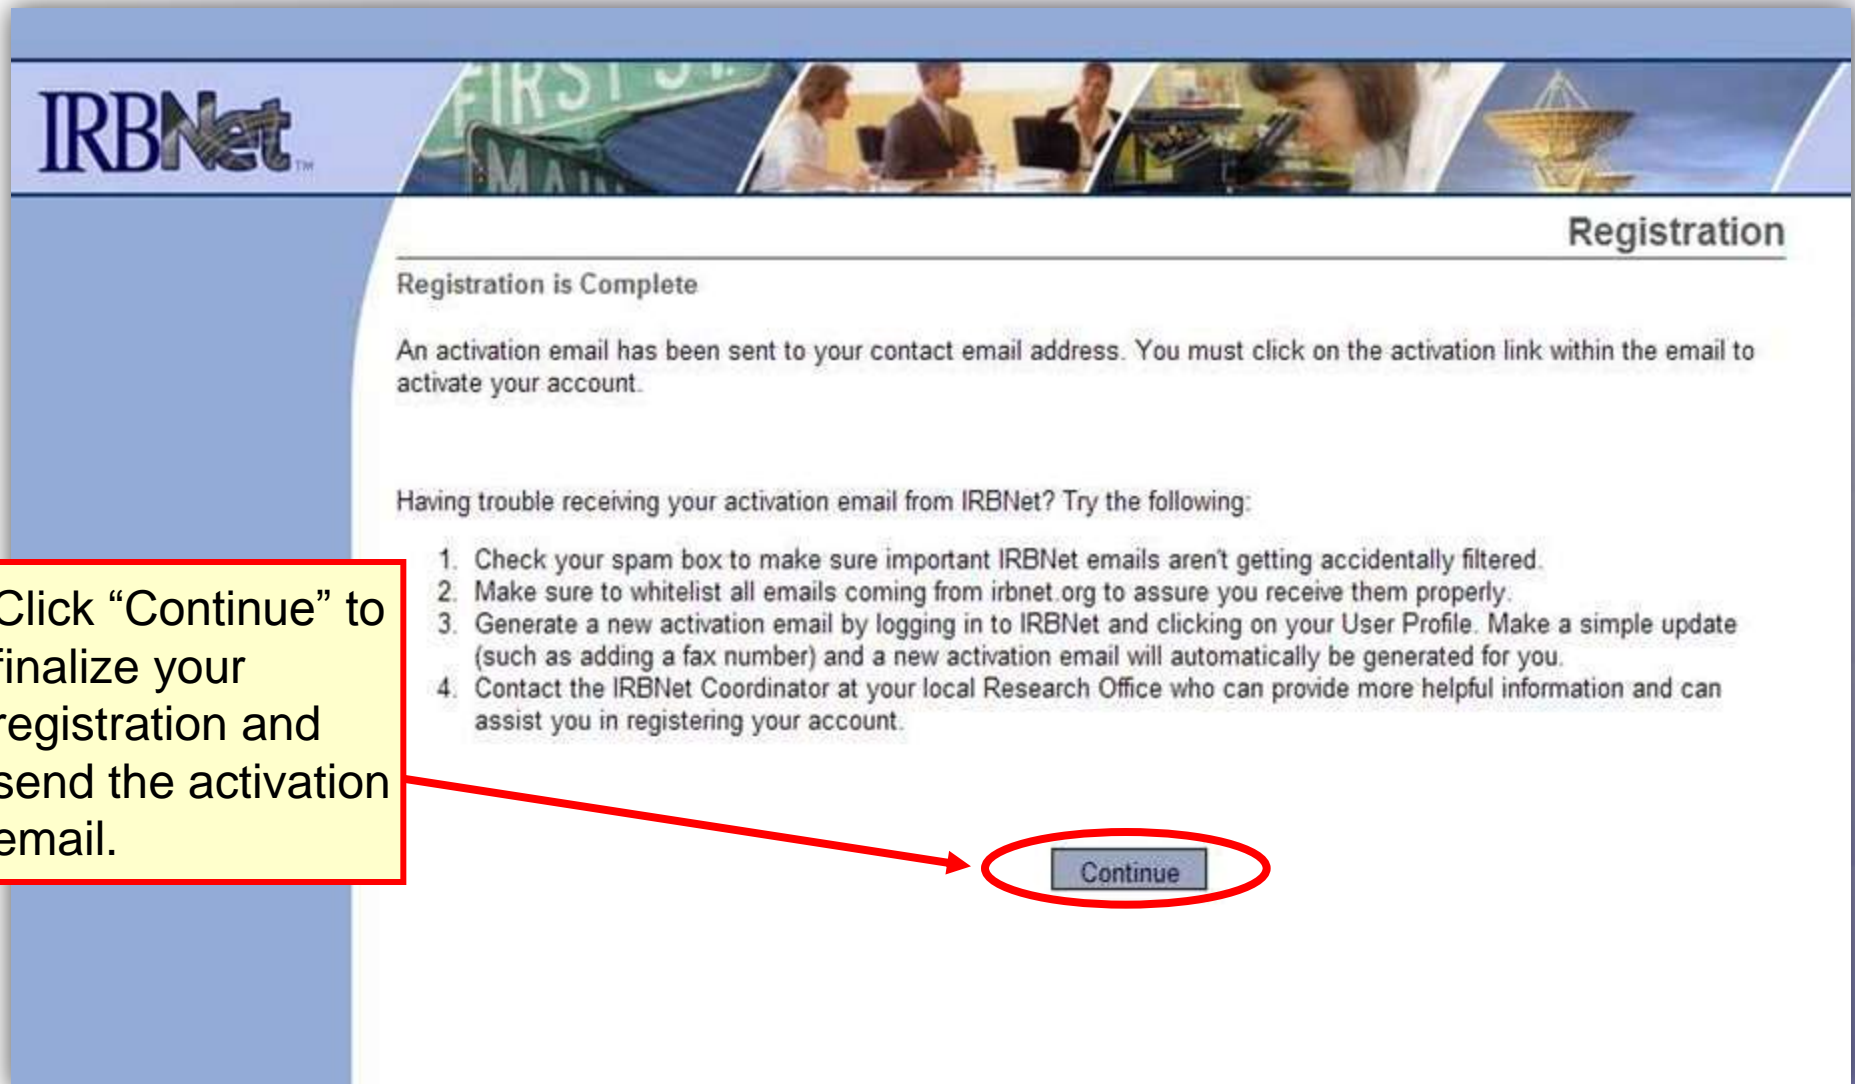 IRBNet™
FIRST ST.
MAIN
Registration
Registration is Complete
An activation email has been sent to your contact email address. You must click on the activation link within the email to
activate your account.
Having trouble receiving your activation email from IRBNet? Try the following:
1. Check your spam box to make sure important IRBNet emails aren't getting accidentally filtered.
2. Make sure to whitelist all emails coming from irbnet.org to assure you receive them properly.
3. Generate a new activation email by logging in to IRBNet and clicking on your User Profile. Make a simple update
(such as adding a fax number) and a new activation email will automatically be generated for you.
4. Contact the IRBNet Coordinator at your local Research Office who can provide more helpful information and can
assist you in registering your account.
Click “Continue” to
finalize your
registration and
send the activation
email.
Continue